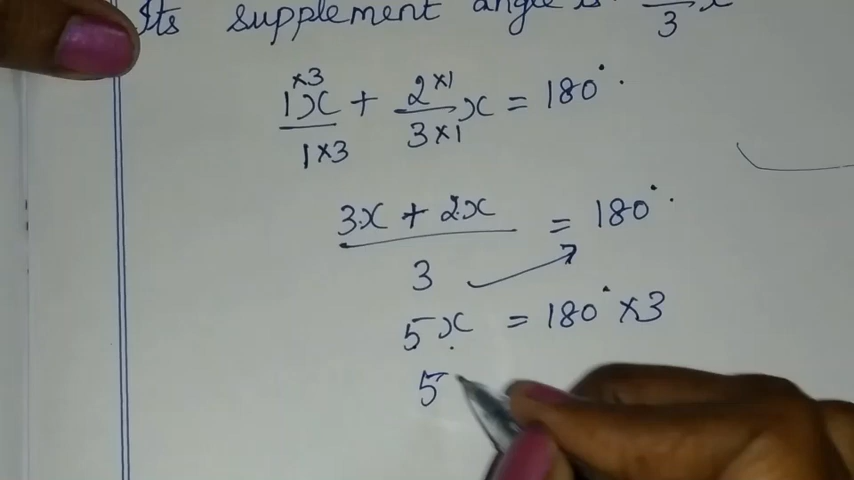 Its supplement angle is /3 x
1x×3/1×3 + 2×1/3×1 x = 180°.
3x + 2x/3 = 180°.
5x = 180° × 3
5